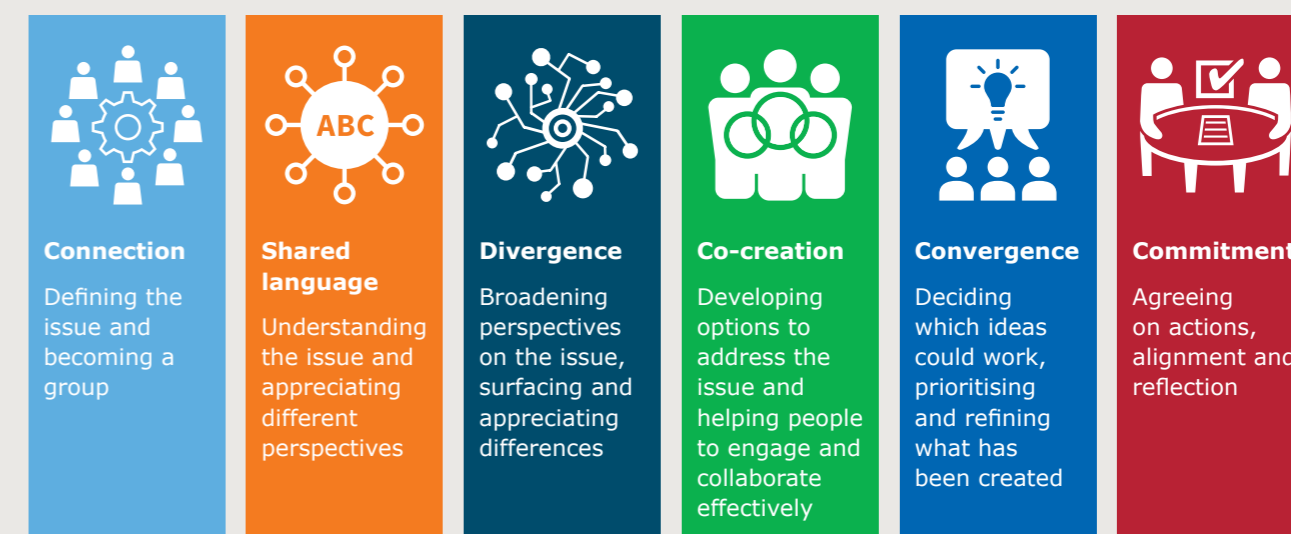 ABC
Connection
Defining the
issue and
becoming a
group
Shared
language
Understanding
the issue and
appreciating
different
perspectives
Divergence
Broadening
perspectives
on the issue,
surfacing and
appreciating
differences
Co-creation
Developing
options to
address the
issue and
helping people
to engage and
collaborate
effectively
Convergence
Deciding
which ideas
could work,
prioritising
and refining
what has
been created
Commitment
Agreeing
on actions,
alignment and
reflection